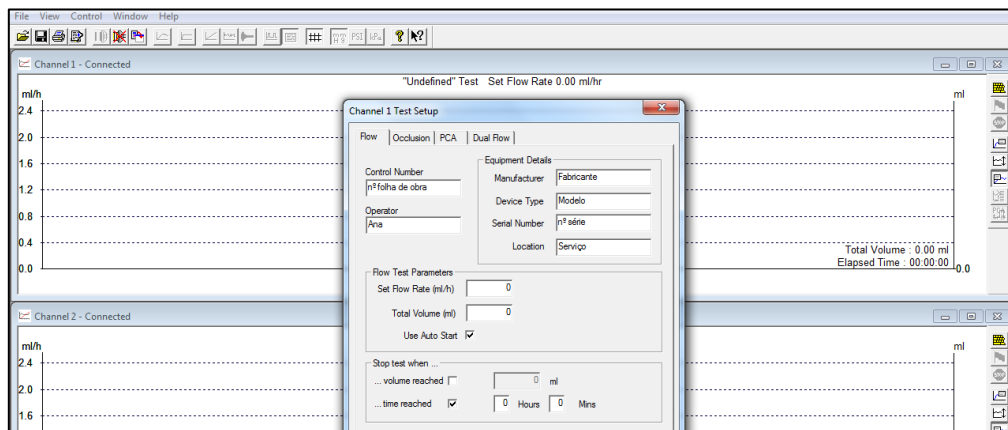 File View Control Window Help
mm Hg PSI kPa
Channel 1 - Connected
"Undefined" Test Set Flow Rate 0.00 ml/hr
ml/h
ml
2.4
2.0
1.6
1.2
0.8
0.4
0.0
Total Volume : 0.00 ml
Elapsed Time : 00:00:00
0.0
Channel 1 Test Setup
Flow Occlusion PCA Dual Flow
Control Number
nº folha de obra
Operator
Ana
Equipment Details
Manufacturer Fabricante
Device Type Modelo
Serial Number nº série
Location Serviço
Flow Test Parameters
Set Flow Rate (ml/h) 0
Total Volume (ml) 0
Use Auto Start
Stop test when ...
... volume reached 0 ml
... time reached 0 Hours 0 Mins
Channel 2 - Connected
ml/h
ml
2.4
2.0
1.6